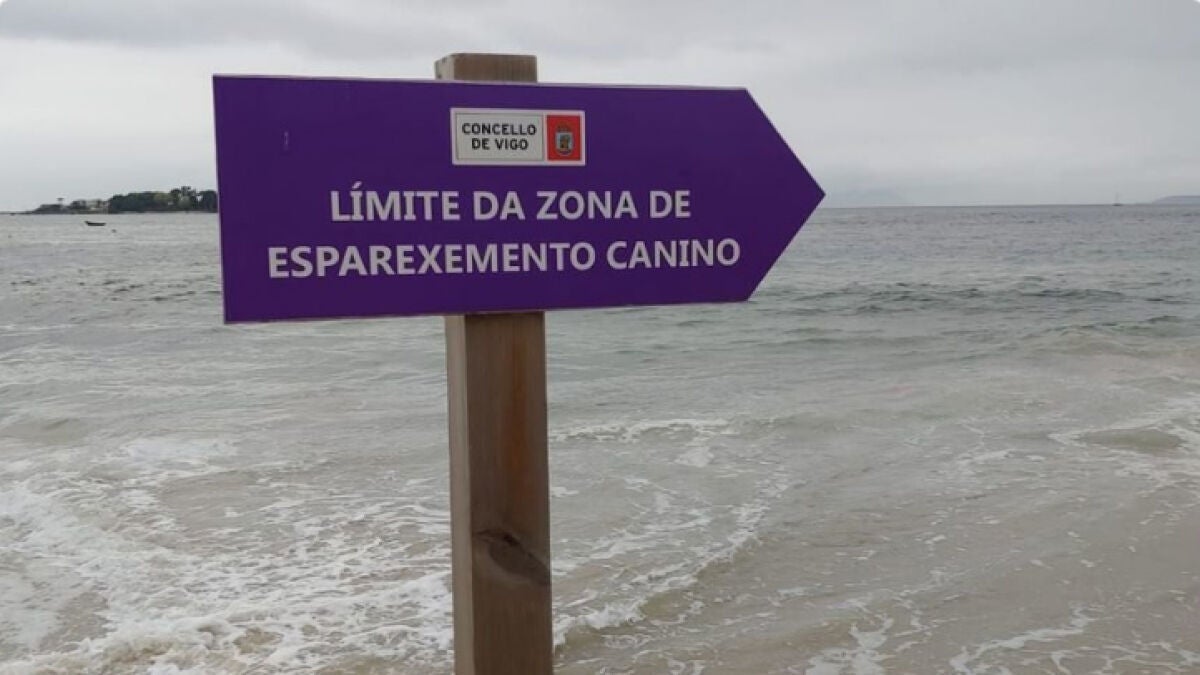 CONCELLO
DE VIGO
LÍMITE DA ZONA DE
ESPAREXEMENTO CANINO